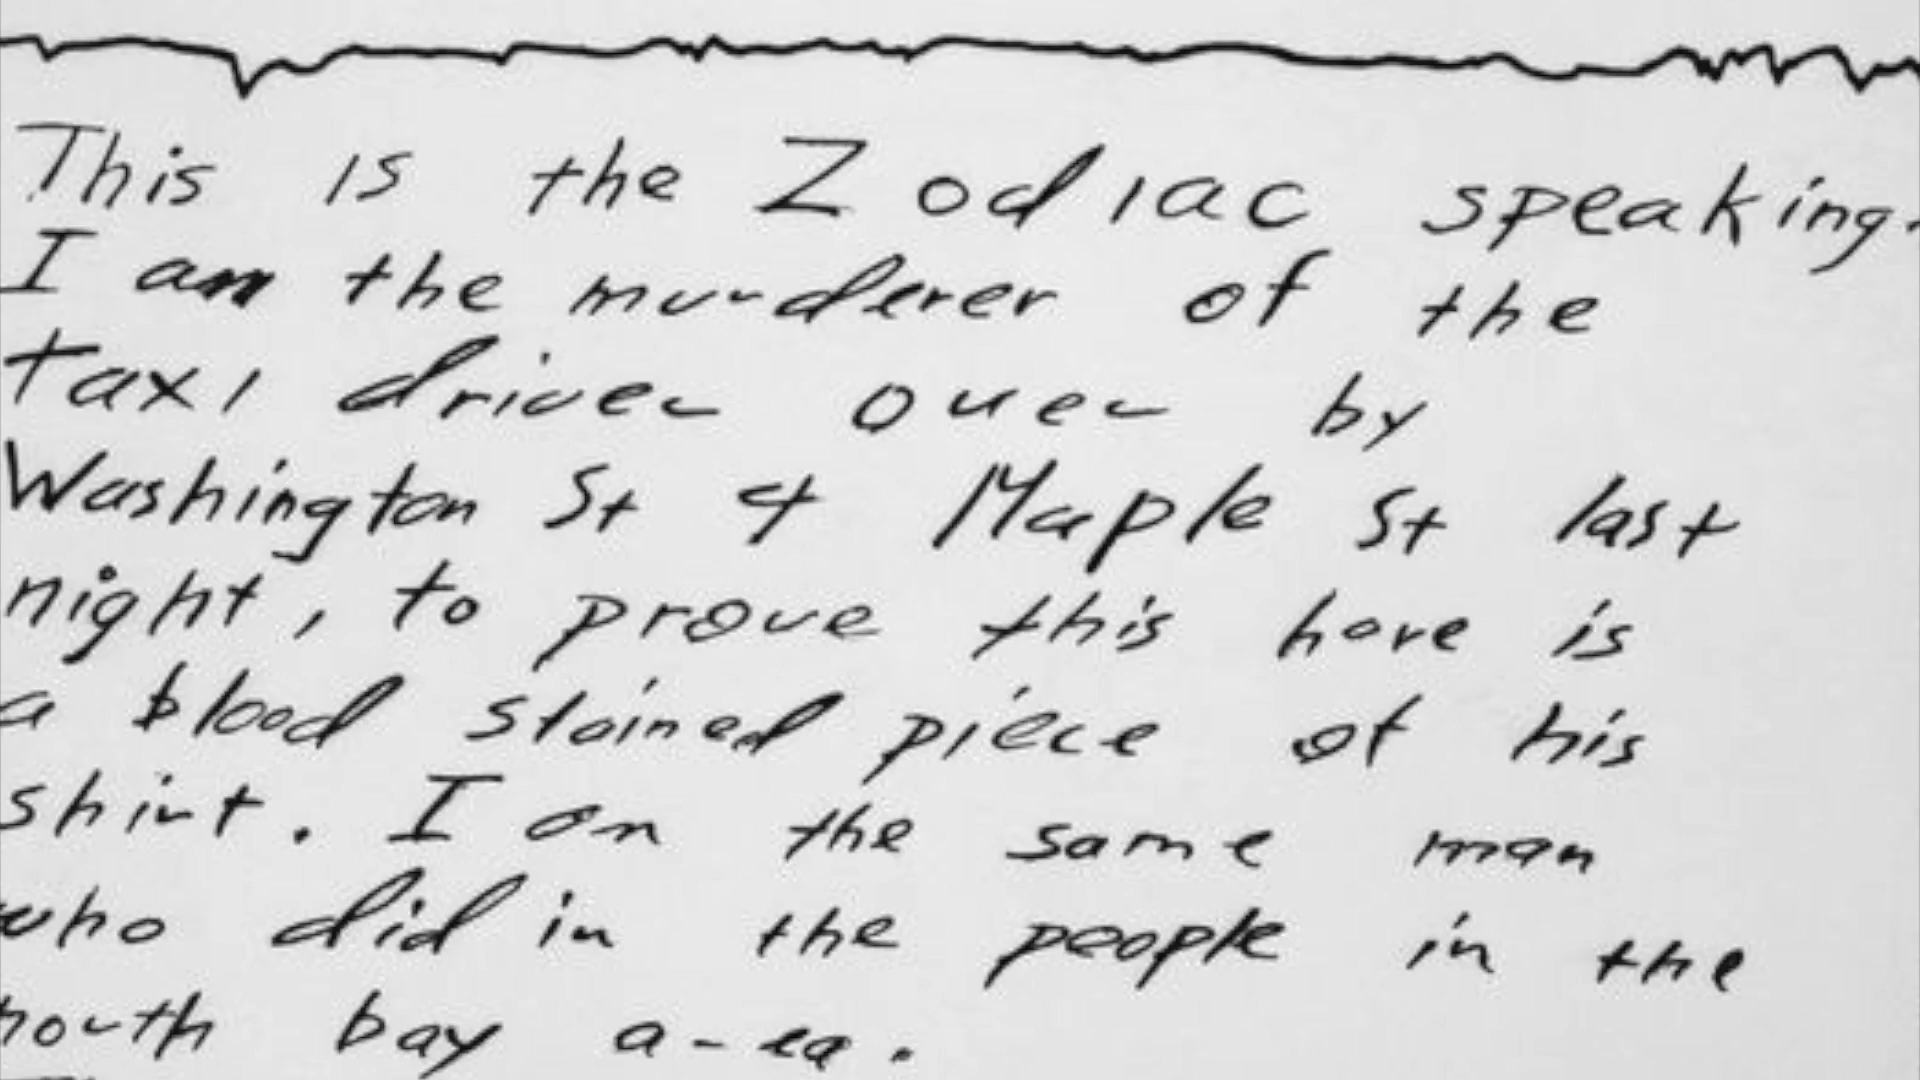 This is the Zodiac speaking.
I am the murderer of the
taxi driver over by
Washington St & Maple St last
night, to prove this here is
a blood stained piece of his
shirt. I am the same man
who did in the people in the
north bay area.